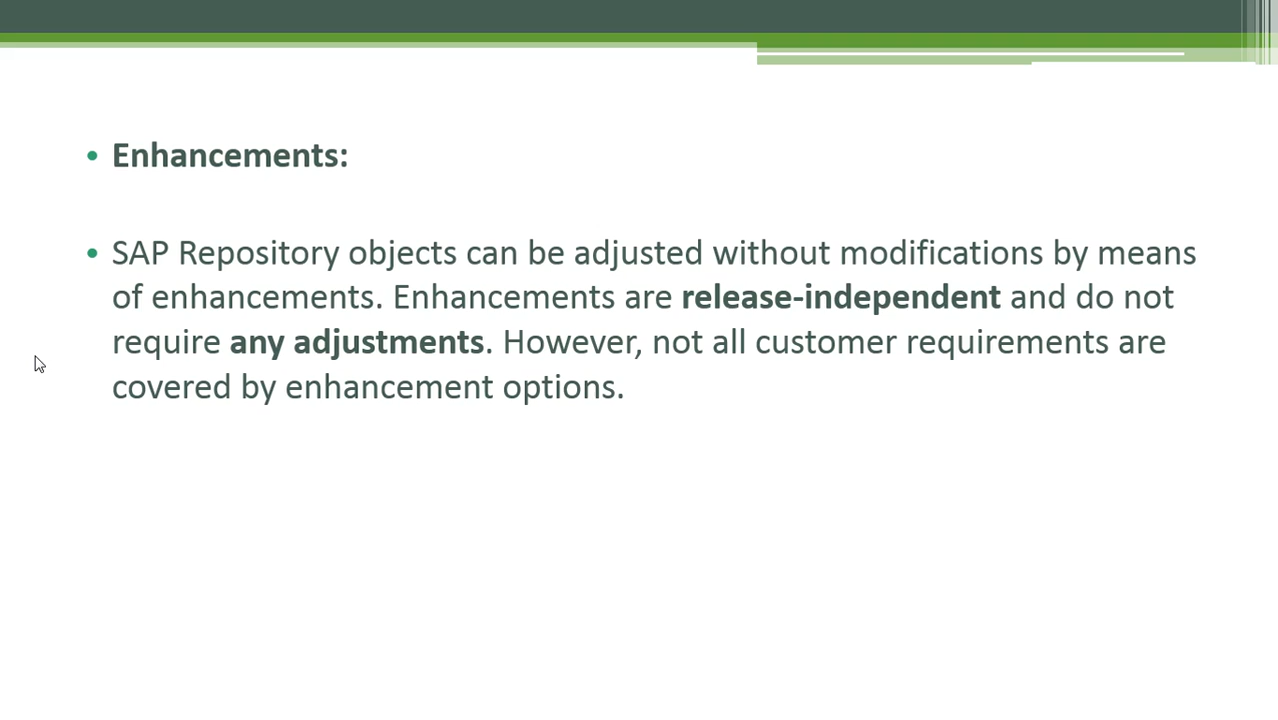 • Enhancements:
• SAP Repository objects can be adjusted without modifications by means
of enhancements. Enhancements are release-independent and do not
require any adjustments. However, not all customer requirements are
covered by enhancement options.